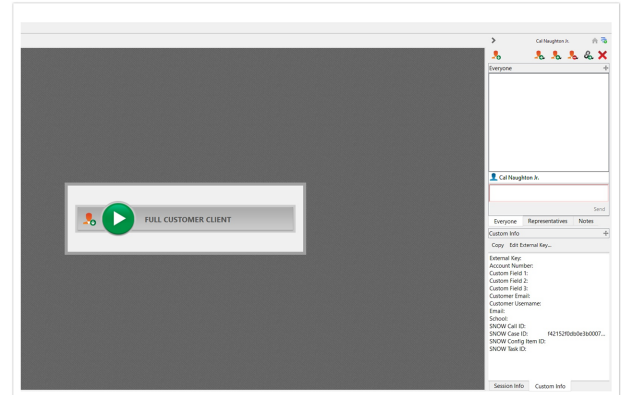 Cal Naughton Jr.
Everyone
Cal Naughton Jr.
Send
Everyone Representatives Notes
Custom Info
Copy Edit External Key...
FULL CUSTOMER CLIENT
External Key:
Account Number:
Custom Field 1:
Custom Field 2:
Custom Field 3:
Customer Email:
Customer Username:
Email:
School:
SNOW Call ID:
SNOW Case ID: f42152f0db0e3b0007...
SNOW Config Item ID:
SNOW Task ID:
Session Info Custom Info